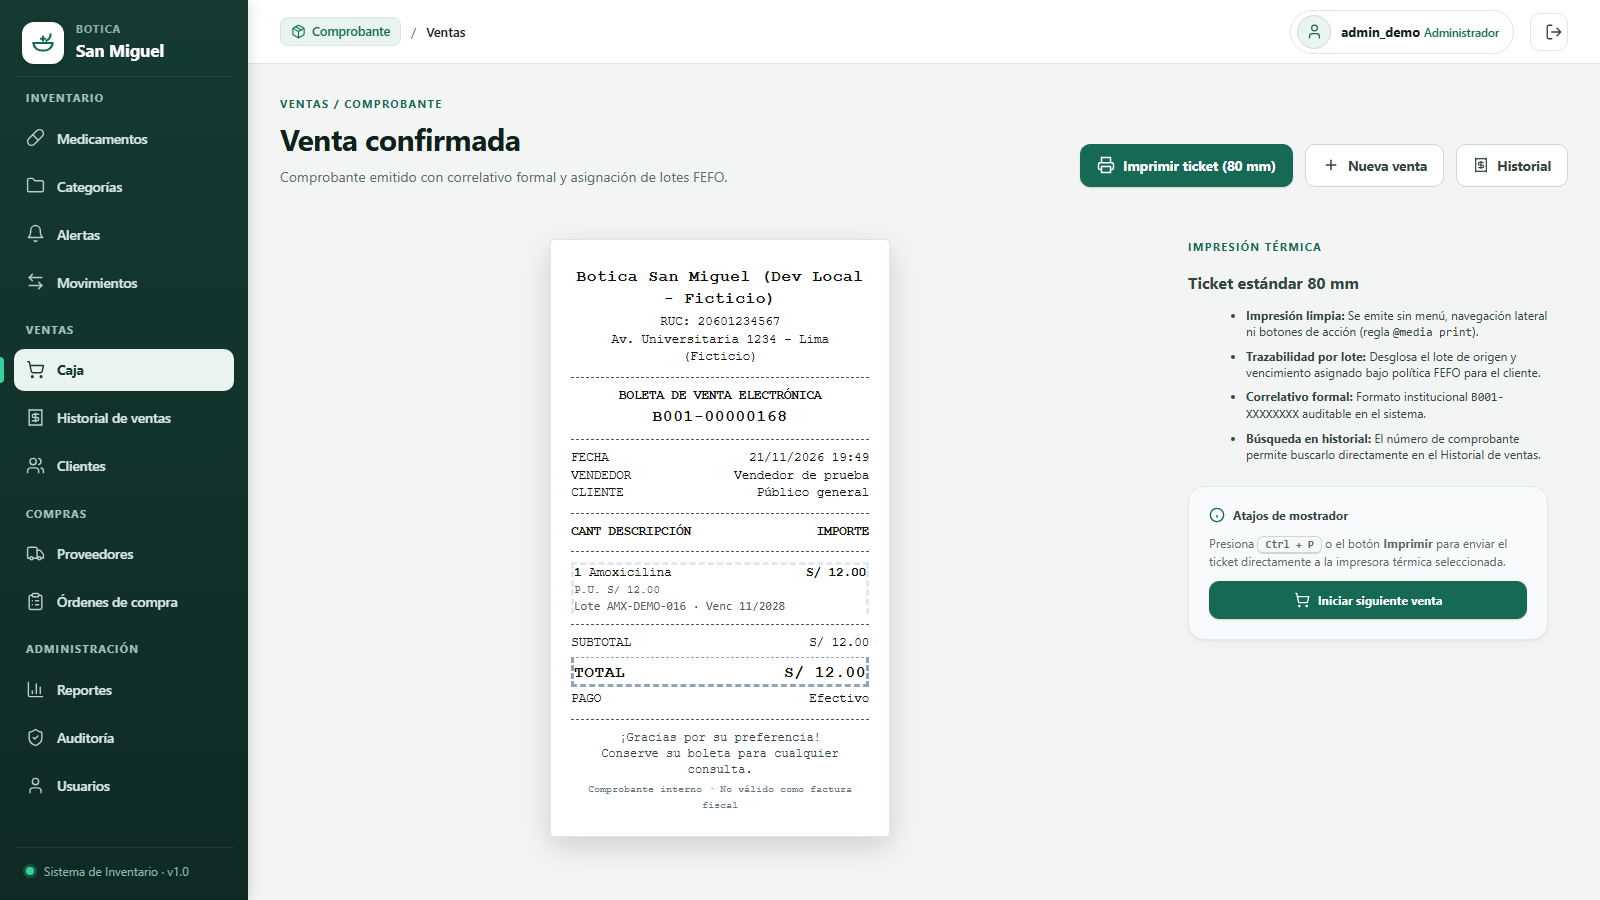 BOTICA
San Miguel
INVENTARIO
Medicamentos
Categorías
Alertas
Movimientos
VENTAS
Caja
Historial de ventas
Clientes
COMPRAS
Proveedores
Órdenes de compra
ADMINISTRACIÓN
Reportes
Auditoría
Usuarios
Sistema de Inventario · v1.0
Comprobante / Ventas
admin_demo Administrador
VENTAS / COMPROBANTE
Venta confirmada
Comprobante emitido con correlativo formal y asignación de lotes FEFO.
Imprimir ticket (80 mm)
Nueva venta
Historial
Botica San Miguel (Dev Local
- Ficticio)
RUC: 20601234567
Av. Universitaria 1234 - Lima
(Ficticio)
BOLETA DE VENTA ELECTRÓNICA
B001-00000168
FECHA 21/11/2026 19:49
VENDEDOR Vendedor de prueba
CLIENTE Público general
CANT DESCRIPCIÓN IMPORTE
1 Amoxicilina S/ 12.00
P.U. S/ 12.00
Lote AMX-DEMO-016 · Venc 11/2028
SUBTOTAL S/ 12.00
TOTAL S/ 12.00
PAGO Efectivo
¡Gracias por su preferencia!
Conserve su boleta para cualquier
consulta.
Comprobante interno · No válido como factura
fiscal
IMPRESIÓN TÉRMICA
Ticket estándar 80 mm
• Impresión limpia: Se emite sin menú, navegación lateral
ni botones de acción (regla @media print).
• Trazabilidad por lote: Desglosa el lote de origen y
vencimiento asignado bajo política FEFO para el cliente.
• Correlativo formal: Formato institucional B001-
XXXXXXXX auditable en el sistema.
• Búsqueda en historial: El número de comprobante
permite buscarlo directamente en el Historial de ventas.
Atajos de mostrador
Presiona Ctrl + P o el botón Imprimir para enviar el
ticket directamente a la impresora térmica seleccionada.
Iniciar siguiente venta